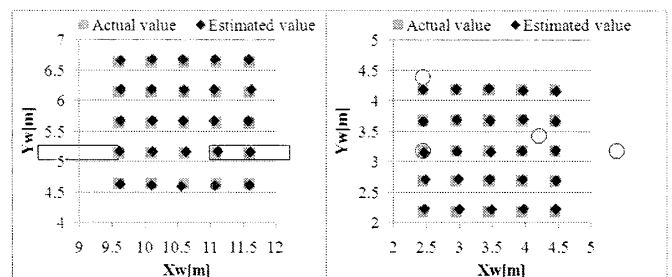 Actual value ◆ Estimated value
7
6.5
6
5.5
5
4.5
4
Yw[m]
9 9.5 10 10.5 11 11.5 12
Xw[m]
Actual value ◆ Estimated value
5
4.5
4
3.5
3
2.5
2
Yw[m]
2 2.5 3 3.5 4 4.5 5
Xw[m]